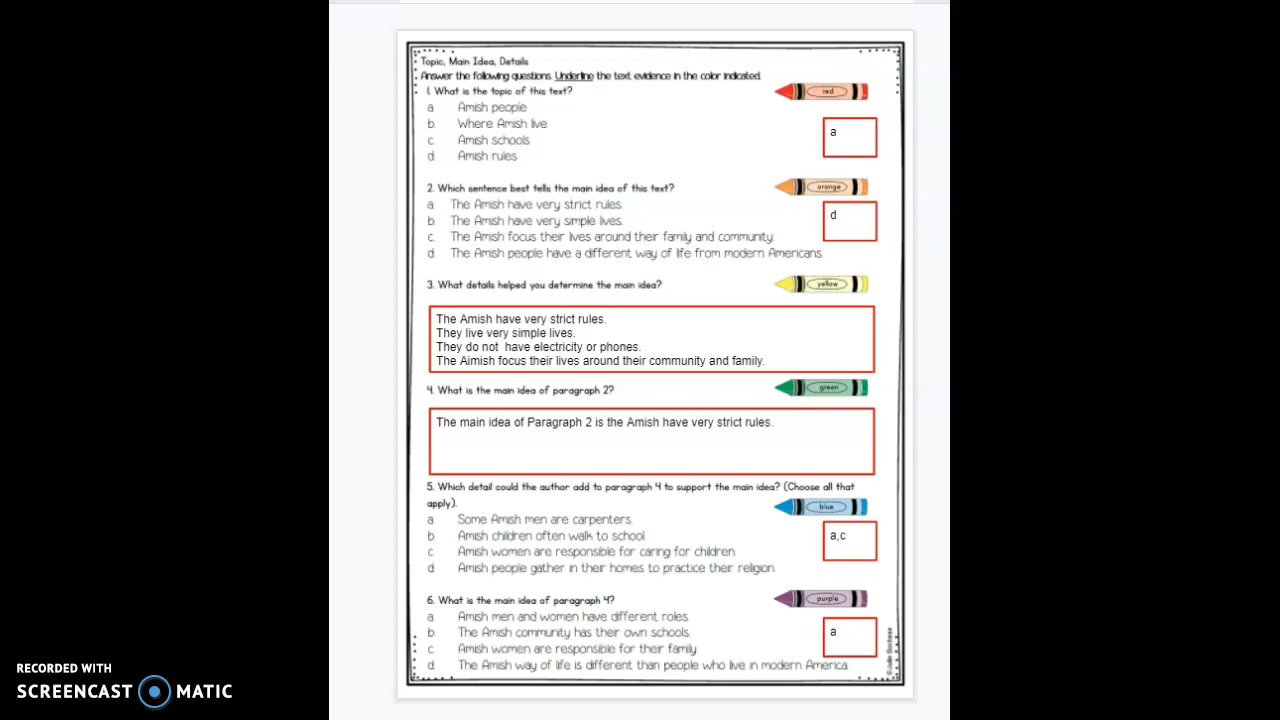 Topic, Main Idea, Details
Answer the following questions. Underline the text evidence in the color indicated.
1. What is the topic of this text?
red
a. Amish people
b. Where Amish live
c. Amish schools
d. Amish rules
a
2. Which sentence best tells the main idea of this text?
orange
a. The Amish have very strict rules.
b. The Amish have very simple lives.
c. The Amish focus their lives around their family and community.
d. The Amish people have a different way of life from modern Americans.
d
3. What details helped you determine the main idea?
yellow
The Amish have very strict rules.
They live very simple lives.
They do not  have electricity or phones.
The Aimish focus their lives around their community and family.
4. What is the main idea of paragraph 2?
green
The main idea of Paragraph 2 is the Amish have very strict rules.
5. Which detail could the author add to paragraph 4 to support the main idea? (Choose all that
apply).
blue
a. Some Amish men are carpenters.
b. Amish children often walk to school.
c. Amish women are responsible for caring for children.
d. Amish people gather in their homes to practice their religion.
a,c
6. What is the main idea of paragraph 4?
purple
a. Amish men and women have different roles.
b. The Amish community has their own schools.
c. Amish women are responsible for their family.
d. The Amish way of life is different than people who live in modern America.
a
RECORDED WITH
SCREENCAST MATIC